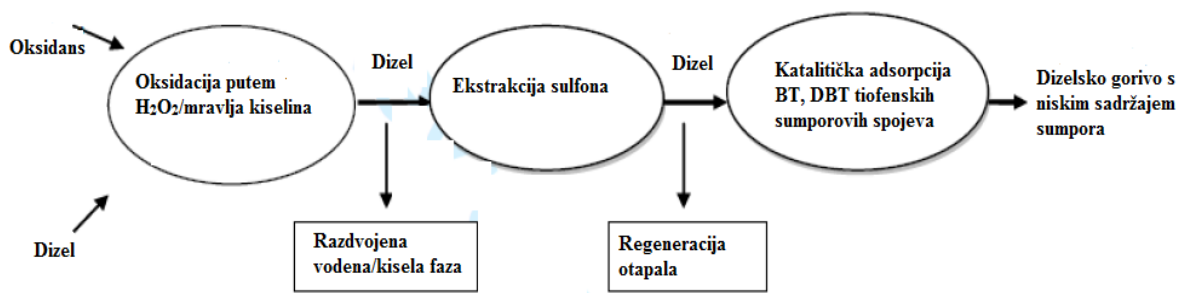 Oksidans
Oksidacija putem
H₂O₂/mravlja kiselina
Dizel
Dizel
Ekstrakcija sulfona
Dizel
Katalitička adsorpcija
BT, DBT tiofenskih
sumporovih spojeva
Dizelsko gorivo s
niskim sadržajem
sumpora
Razdvojena
vodena/kisela faza
Regeneracija
otapala